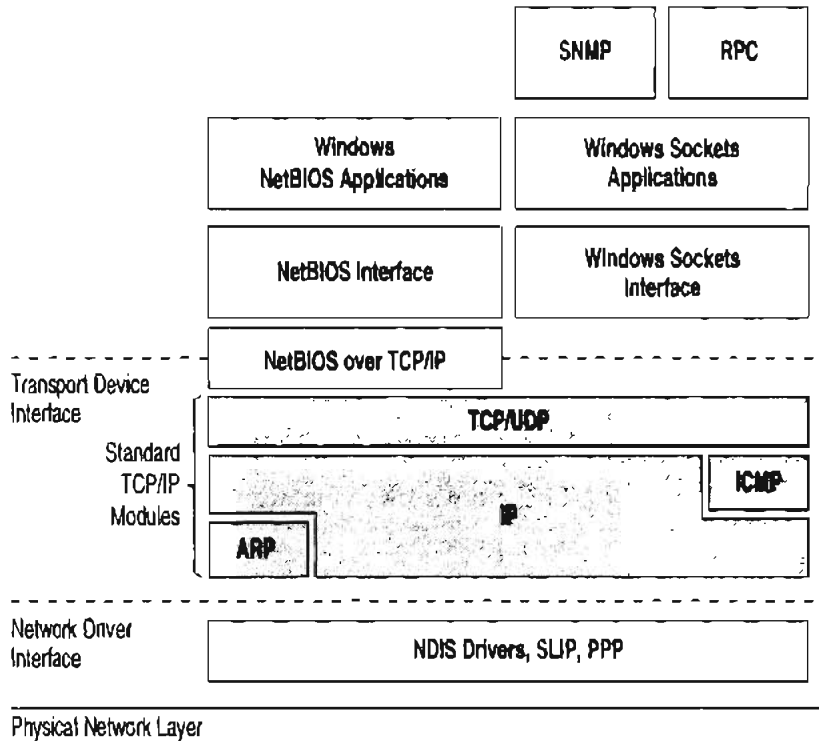 SNMP
RPC
Windows
NetBIOS Applications
Windows Sockets
Applications
NetBIOS Interface
Windows Sockets
Interface
NetBIOS over TCP/IP
Transport Device
Interface
TCP/UDP
Standard
TCP/IP
Modules
ICMP
IP
ARP
Network Driver
Interface
NDIS Drivers, SLIP, PPP
Physical Network Layer